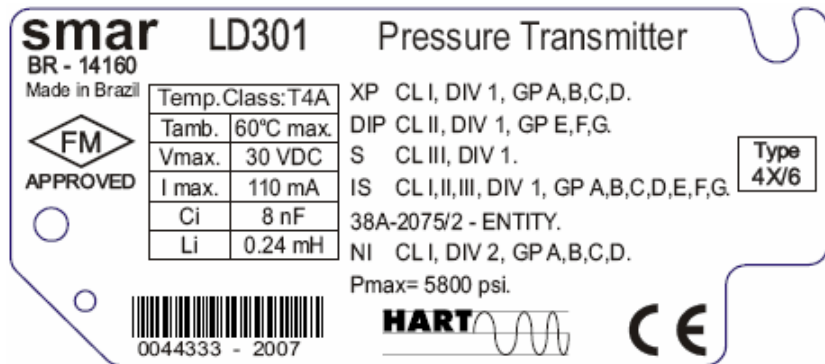 smar LD301 Pressure Transmitter
BR - 14160
Made in Brazil
FM
APPROVED
Temp.Class:T4A
Tamb. 60°C max.
Vmax. 30 VDC
I max. 110 mA
Ci 8 nF
Li 0.24 mH
XP CL I, DIV 1, GP A,B,C,D.
DIP CL II, DIV 1, GP E,F,G.
S CL III, DIV 1.
IS CL I,II,III, DIV 1, GP A,B,C,D,E,F,G.
38A-2075/2 - ENTITY.
NI CL I, DIV 2, GP A,B,C,D.
Pmax= 5800 psi.
Type
4X/6
0044333 - 2007
HART
CE